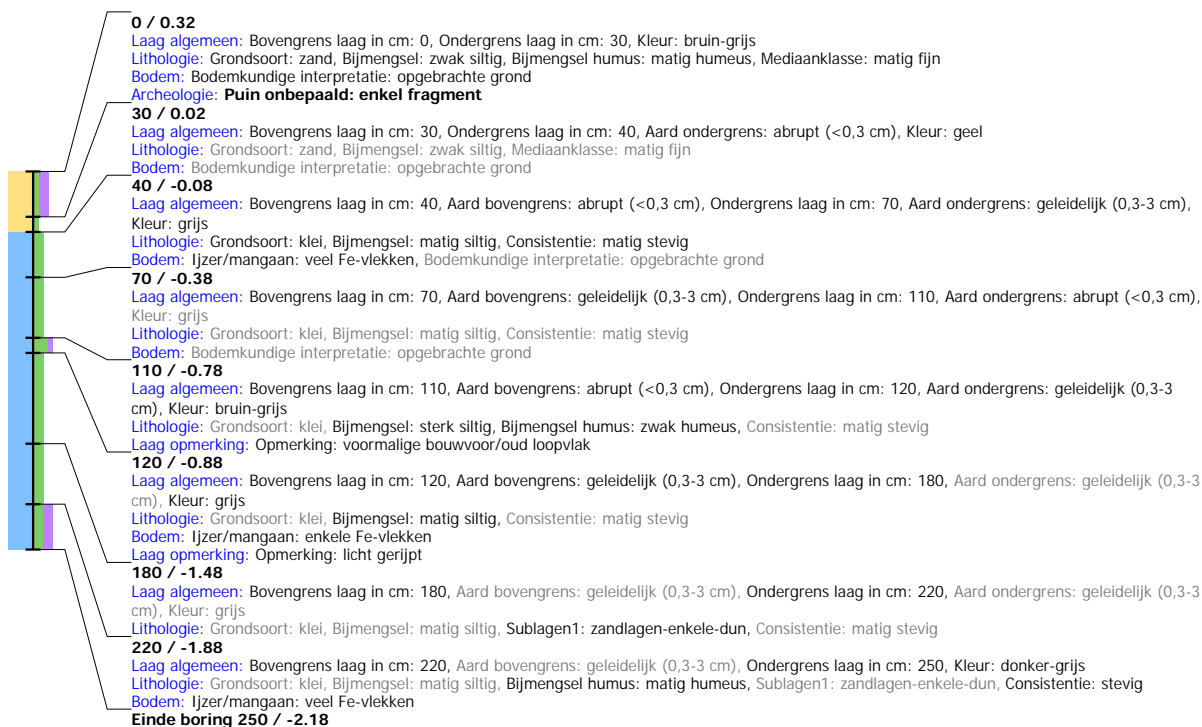 0 / 0.32
Laag algemeen: Bovengrens laag in cm: 0, Ondergrens laag in cm: 30, Kleur: bruin-grijs
Lithologie: Grondsoort: zand, Bijmengsel: zwak siltig, Bijmengsel humus: matig humeus, Mediaanklasse: matig fijn
Bodem: Bodemkundige interpretatie: opgebrachte grond
Archeologie: Puin onbepaald: enkel fragment
30 / 0.02
Laag algemeen: Bovengrens laag in cm: 30, Ondergrens laag in cm: 40, Aard ondergrens: abrupt (<0,3 cm), Kleur: geel
Lithologie: Grondsoort: zand, Bijmengsel: zwak siltig, Mediaanklasse: matig fijn
Bodem: Bodemkundige interpretatie: opgebrachte grond
40 / -0.08
Laag algemeen: Bovengrens laag in cm: 40, Aard bovengrens: abrupt (<0,3 cm), Ondergrens laag in cm: 70, Aard ondergrens: geleidelijk (0,3-3 cm),
Kleur: grijs
Lithologie: Grondsoort: klei, Bijmengsel: matig siltig, Consistentie: matig stevig
Bodem: Ijzer/mangaan: veel Fe-vlekken, Bodemkundige interpretatie: opgebrachte grond
70 / -0.38
Laag algemeen: Bovengrens laag in cm: 70, Aard bovengrens: geleidelijk (0,3-3 cm), Ondergrens laag in cm: 110, Aard ondergrens: abrupt (<0,3 cm),
Kleur: grijs
Lithologie: Grondsoort: klei, Bijmengsel: matig siltig, Consistentie: matig stevig
Bodem: Bodemkundige interpretatie: opgebrachte grond
110 / -0.78
Laag algemeen: Bovengrens laag in cm: 110, Aard bovengrens: abrupt (<0,3 cm), Ondergrens laag in cm: 120, Aard ondergrens: geleidelijk (0,3-3
cm), Kleur: bruin-grijs
Lithologie: Grondsoort: klei, Bijmengsel: sterk siltig, Bijmengsel humus: zwak humeus, Consistentie: matig stevig
Laag opmerking: Opmerking: voormalige bouwvoor/oud loopvlak
120 / -0.88
Laag algemeen: Bovengrens laag in cm: 120, Aard bovengrens: geleidelijk (0,3-3 cm), Ondergrens laag in cm: 180, Aard ondergrens: geleidelijk (0,3-3
cm), Kleur: grijs
Lithologie: Grondsoort: klei, Bijmengsel: matig siltig, Consistentie: matig stevig
Bodem: Ijzer/mangaan: enkele Fe-vlekken
Laag opmerking: Opmerking: licht gerijpt
180 / -1.48
Laag algemeen: Bovengrens laag in cm: 180, Aard bovengrens: geleidelijk (0,3-3 cm), Ondergrens laag in cm: 220, Aard ondergrens: geleidelijk (0,3-3
cm), Kleur: grijs
Lithologie: Grondsoort: klei, Bijmengsel: matig siltig, Sublagen1: zandlagen-enkele-dun, Consistentie: matig stevig
220 / -1.88
Laag algemeen: Bovengrens laag in cm: 220, Aard bovengrens: geleidelijk (0,3-3 cm), Ondergrens laag in cm: 250, Kleur: donker-grijs
Lithologie: Grondsoort: klei, Bijmengsel: matig siltig, Bijmengsel humus: matig humeus, Sublagen1: zandlagen-enkele-dun, Consistentie: stevig
Bodem: Ijzer/mangaan: veel Fe-vlekken
Einde boring 250 / -2.18